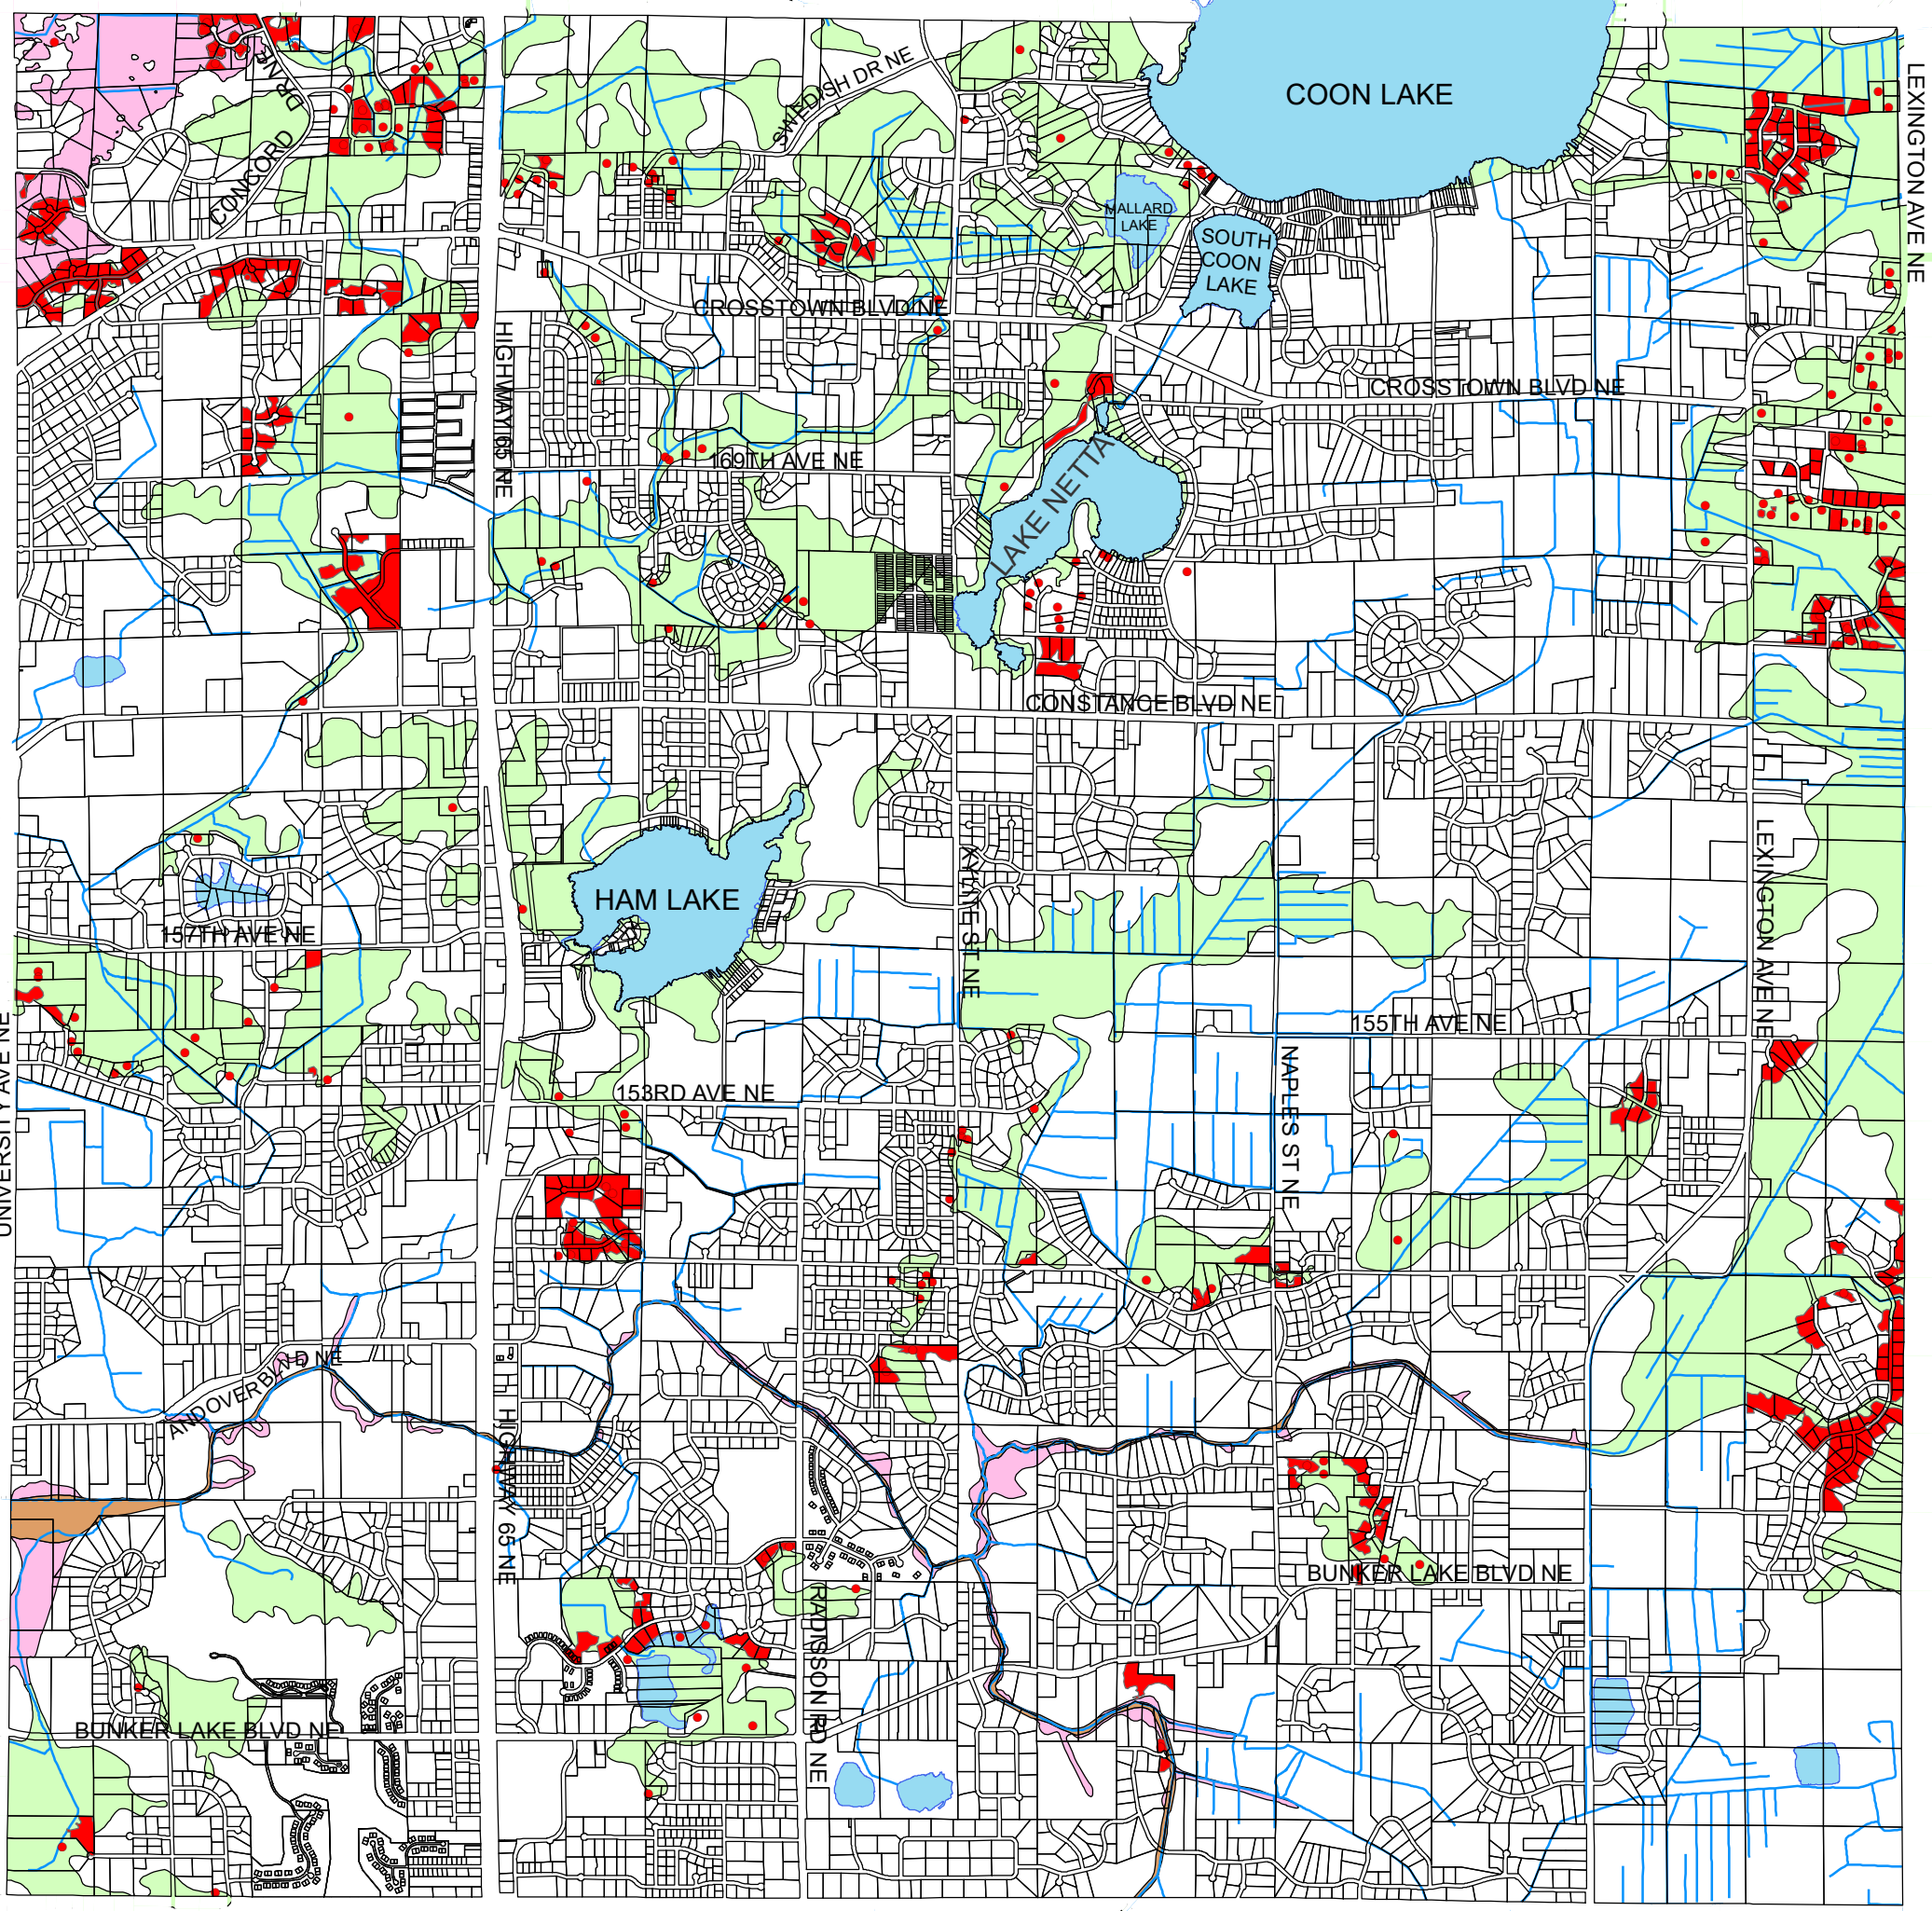 COON LAKE
LEXINGTON AVE NE
SWEDISH DR NE
CONCORD DR NE
MALLARD
LAKE
SOUTH
COON
LAKE
CROSSTOWN BLVD NE
HIGHWAY 65 NE
CROSSTOWN BLVD NE
169TH AVE NE
LAKE NETTA
CONSTANCE BLVD NE
HAM LAKE
XYLITE ST NE
LEXINGTON AVE NE
157TH AVE NE
155TH AVE NE
UNIVERSITY AVE NE
153RD AVE NE
NAPLES ST NE
ANDOVER BLVD NE
HIGHWAY 65 NE
BUNKER LAKE BLVD NE
RADISSON RD NE
BUNKER LAKE BLVD NE